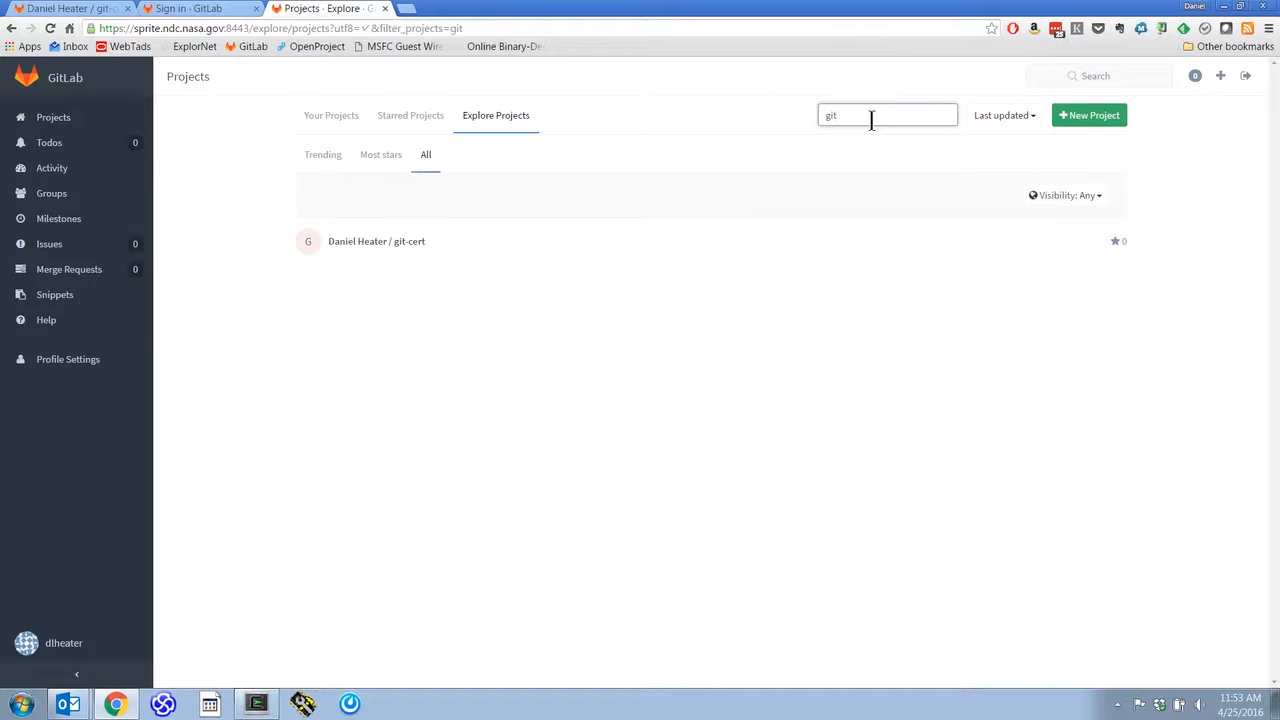 Daniel Heater / git-c
Sign in · GitLab
Projects · Explore · G
Daniel
https://sprite.ndc.nasa.gov:8443/explore/projects?utf8=✓&filter_projects=git
Apps
Inbox
WebTads
ExplorNet
GitLab
OpenProject
MSFC Guest Wire
Online Binary-De
Other bookmarks
GitLab
Projects
Search
0
Projects
Todos 0
Activity
Groups
Milestones
Issues 0
Merge Requests 0
Snippets
Help
Profile Settings
Your Projects
Starred Projects
Explore Projects
git
Last updated
New Project
Trending
Most stars
All
Visibility: Any
G
Daniel Heater / git-cert
0
dlheater
11:53 AM
4/25/2016